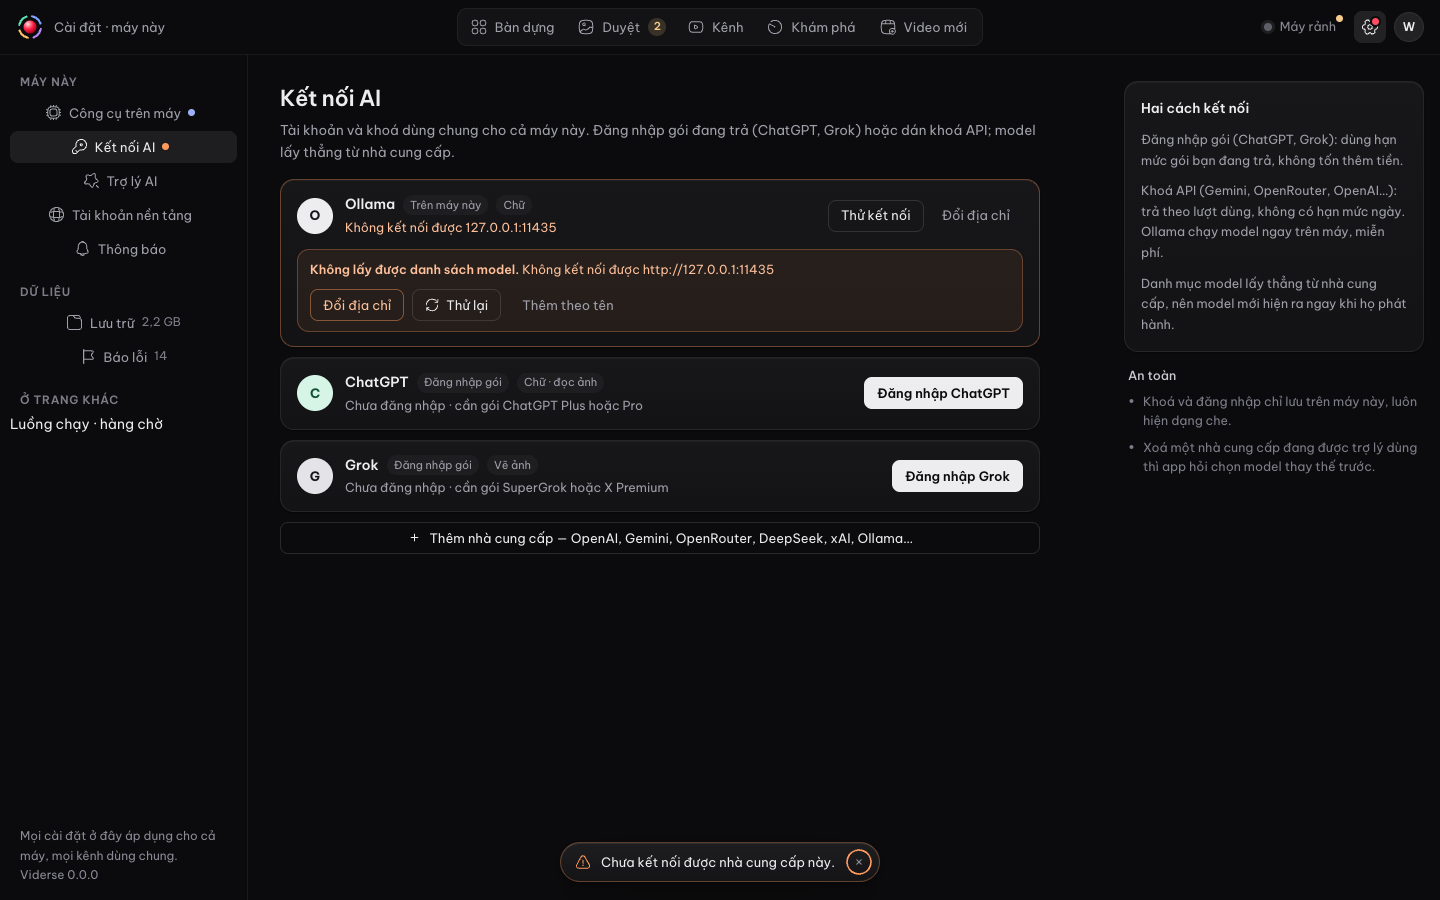 Cài đặt · máy này
Bàn dựng
Duyệt 2
Kênh
Khám phá
Video mới
Máy rảnh
W
MÁY NÀY
Công cụ trên máy
Kết nối AI
Trợ lý AI
Tài khoản nền tảng
Thông báo
DỮ LIỆU
Lưu trữ 2,2 GB
Báo lỗi 14
Ở TRANG KHÁC
Luồng chạy · hàng chờ
Mọi cài đặt ở đây áp dụng cho cả
máy, mọi kênh dùng chung.
Viderse 0.0.0
Kết nối AI
Tài khoản và khoá dùng chung cho cả máy này. Đăng nhập gói đang trả (ChatGPT, Grok) hoặc dán khoá API; model
lấy thẳng từ nhà cung cấp.
O
Ollama Trên máy này Chữ
Không kết nối được 127.0.0.1:11435
Thử kết nối
Đổi địa chỉ
Không lấy được danh sách model. Không kết nối được http://127.0.0.1:11435
Đổi địa chỉ
Thử lại
Thêm theo tên
C
ChatGPT Đăng nhập gói Chữ · đọc ảnh
Chưa đăng nhập · cần gói ChatGPT Plus hoặc Pro
Đăng nhập ChatGPT
G
Grok Đăng nhập gói Vẽ ảnh
Chưa đăng nhập · cần gói SuperGrok hoặc X Premium
Đăng nhập Grok
+ Thêm nhà cung cấp — OpenAI, Gemini, OpenRouter, DeepSeek, xAI, Ollama…
Hai cách kết nối
Đăng nhập gói (ChatGPT, Grok): dùng hạn
mức gói bạn đang trả, không tốn thêm tiền.
Khoá API (Gemini, OpenRouter, OpenAI…):
trả theo lượt dùng, không có hạn mức ngày.
Ollama chạy model ngay trên máy, miễn
phí.
Danh mục model lấy thẳng từ nhà cung
cấp, nên model mới hiện ra ngay khi họ phát
hành.
An toàn
• Khoá và đăng nhập chỉ lưu trên máy này, luôn
hiện dạng che.
• Xoá một nhà cung cấp đang được trợ lý dùng
thì app hỏi chọn model thay thế trước.
Chưa kết nối được nhà cung cấp này.